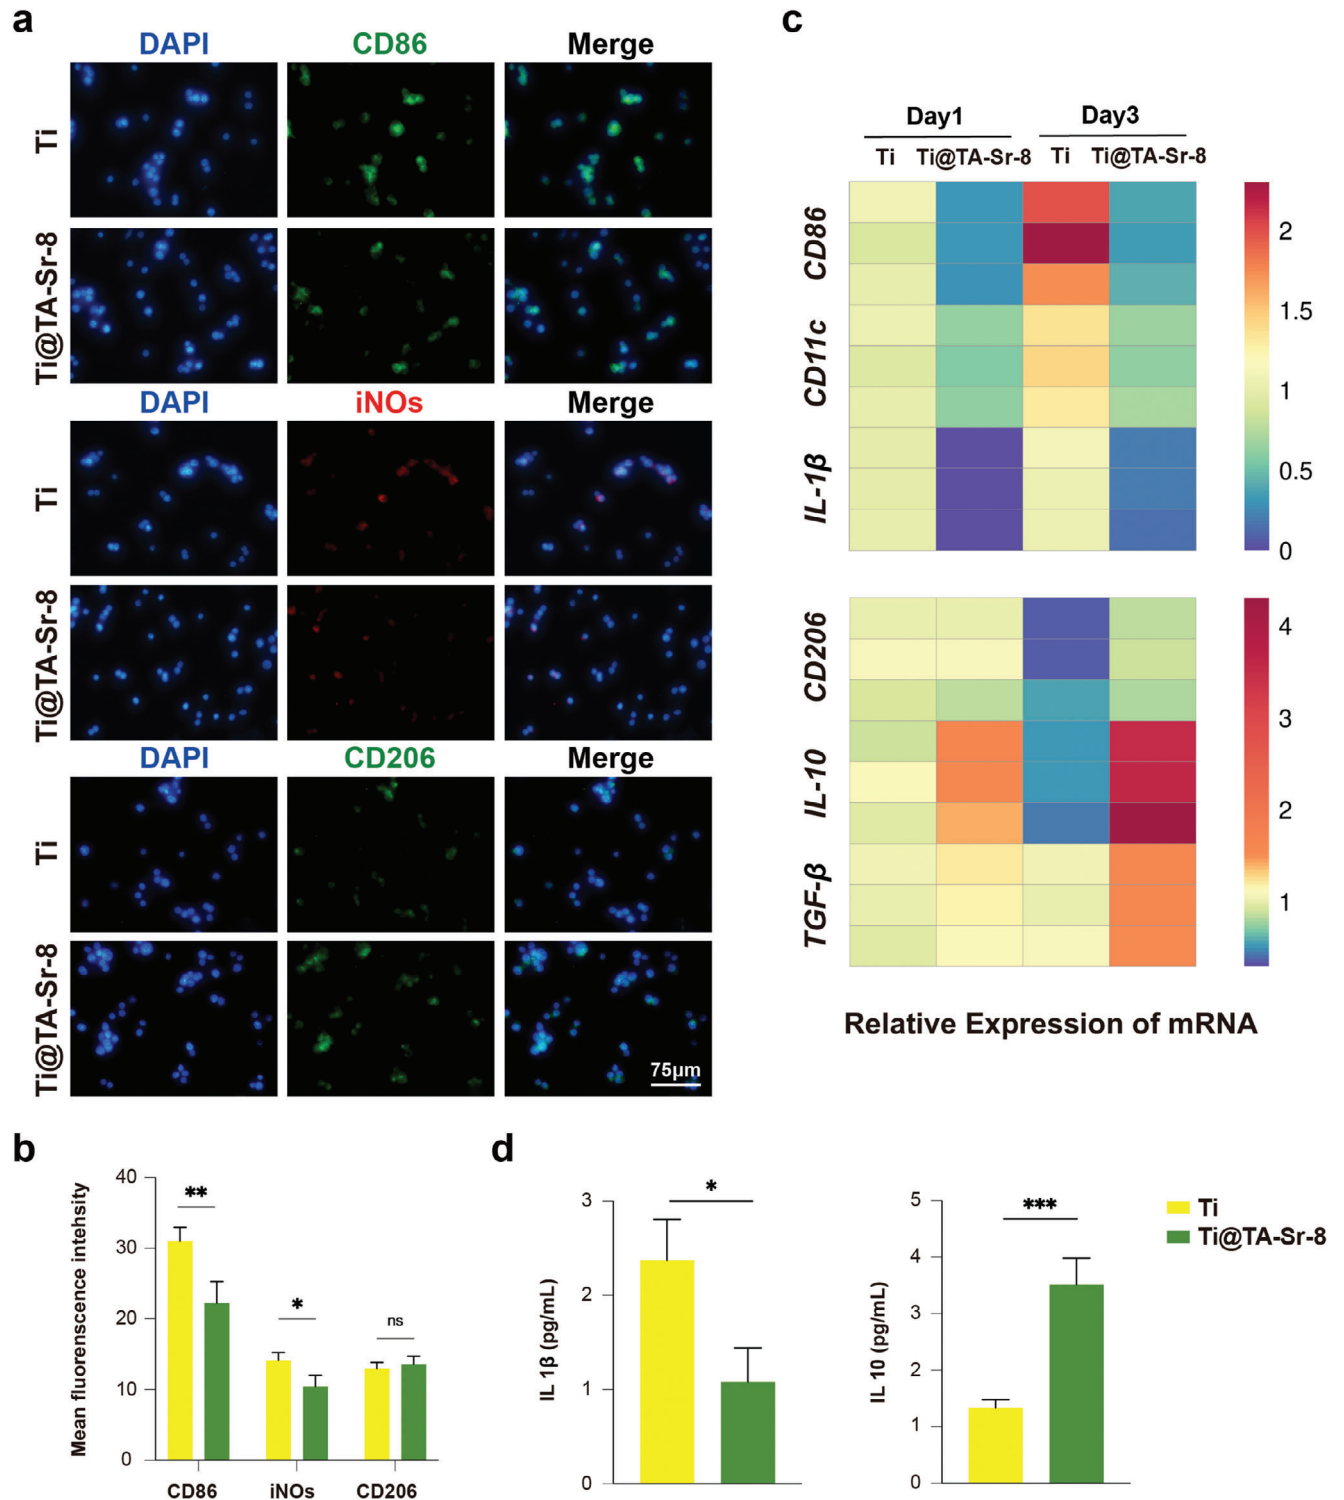 a
DAPI CD86 Merge
Ti
Ti@TA-Sr-8
DAPI iNOs Merge
Ti
Ti@TA-Sr-8
DAPI CD206 Merge
Ti
Ti@TA-Sr-8
75µm
c
Day1 Day3
Ti Ti@TA-Sr-8 Ti Ti@TA-Sr-8
CD86
CD11c
IL-1β
2
1.5
1
0.5
0
CD206
IL-10
TGF-β
4
3
2
1
Relative Expression of mRNA
b
Mean fluorenscence intehsity
40
30
20
10
0
**
*
ns
CD86 iNOs CD206
d
IL 1β (pg/mL)
3
2
1
0
*
IL 10 (pg/mL)
5
4
3
2
1
0
***
Ti
Ti@TA-Sr-8